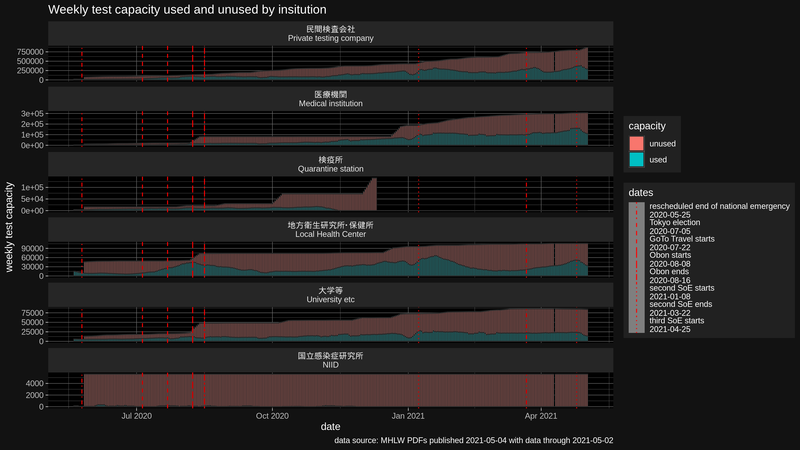 Weekly test capacity used and unused by insitution
民間検査会社
Private testing company
750000
500000
250000
0
医療機関
Medical institution
3e+05
2e+05
1e+05
0e+00
検疫所
Quarantine station
1e+05
5e+04
0e+00
地方衛生研究所・保健所
Local Health Center
90000
60000
30000
0
大学等
University etc
75000
50000
25000
0
国立感染症研究所
NIID
4000
2000
0
Jul 2020
Oct 2020
Jan 2021
Apr 2021
date
weekly test capacity
data source: MHLW PDFs published 2021-05-04 with data through 2021-05-02
capacity
unused
used
dates
rescheduled end of national emergency
2020-05-25
Tokyo election
2020-07-05
GoTo Travel starts
2020-07-22
Obon starts
2020-08-08
Obon ends
2020-08-16
second SoE starts
2021-01-08
second SoE ends
2021-03-22
third SoE starts
2021-04-25